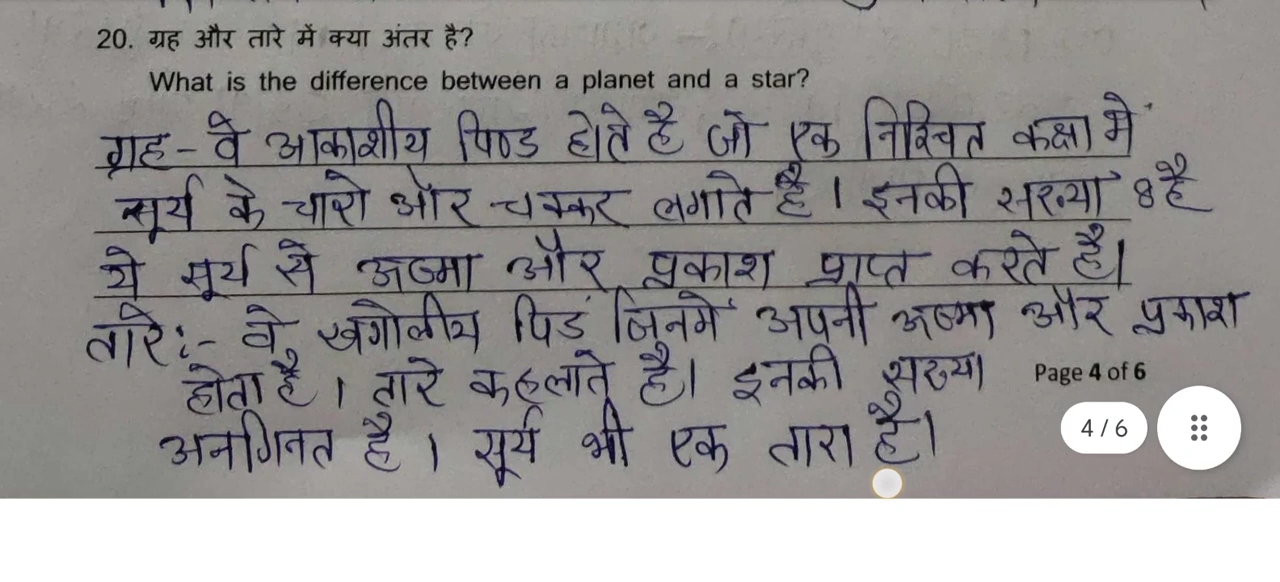 20. ग्रह और तारे में क्या अंतर है?
What is the difference between a planet and a star?
ग्रह - वे आकाशीय पिण्ड होते है जो एक निश्चित कक्षा मे
सूर्य के चारो ओर चक्कर लगाते है । इनकी संख्या 8 है
ये सूर्य से ऊष्मा और प्रकाश प्राप्त करते है।
तारे:- वे खगोलीय पिडं जिनमें अपनी ऊष्मा और प्रकाश
होता है । तारे कहलाते है। इनकी संख्या
Page 4 of 6
अनगिनत है । सूर्य भी एक तारा है।
4 / 6